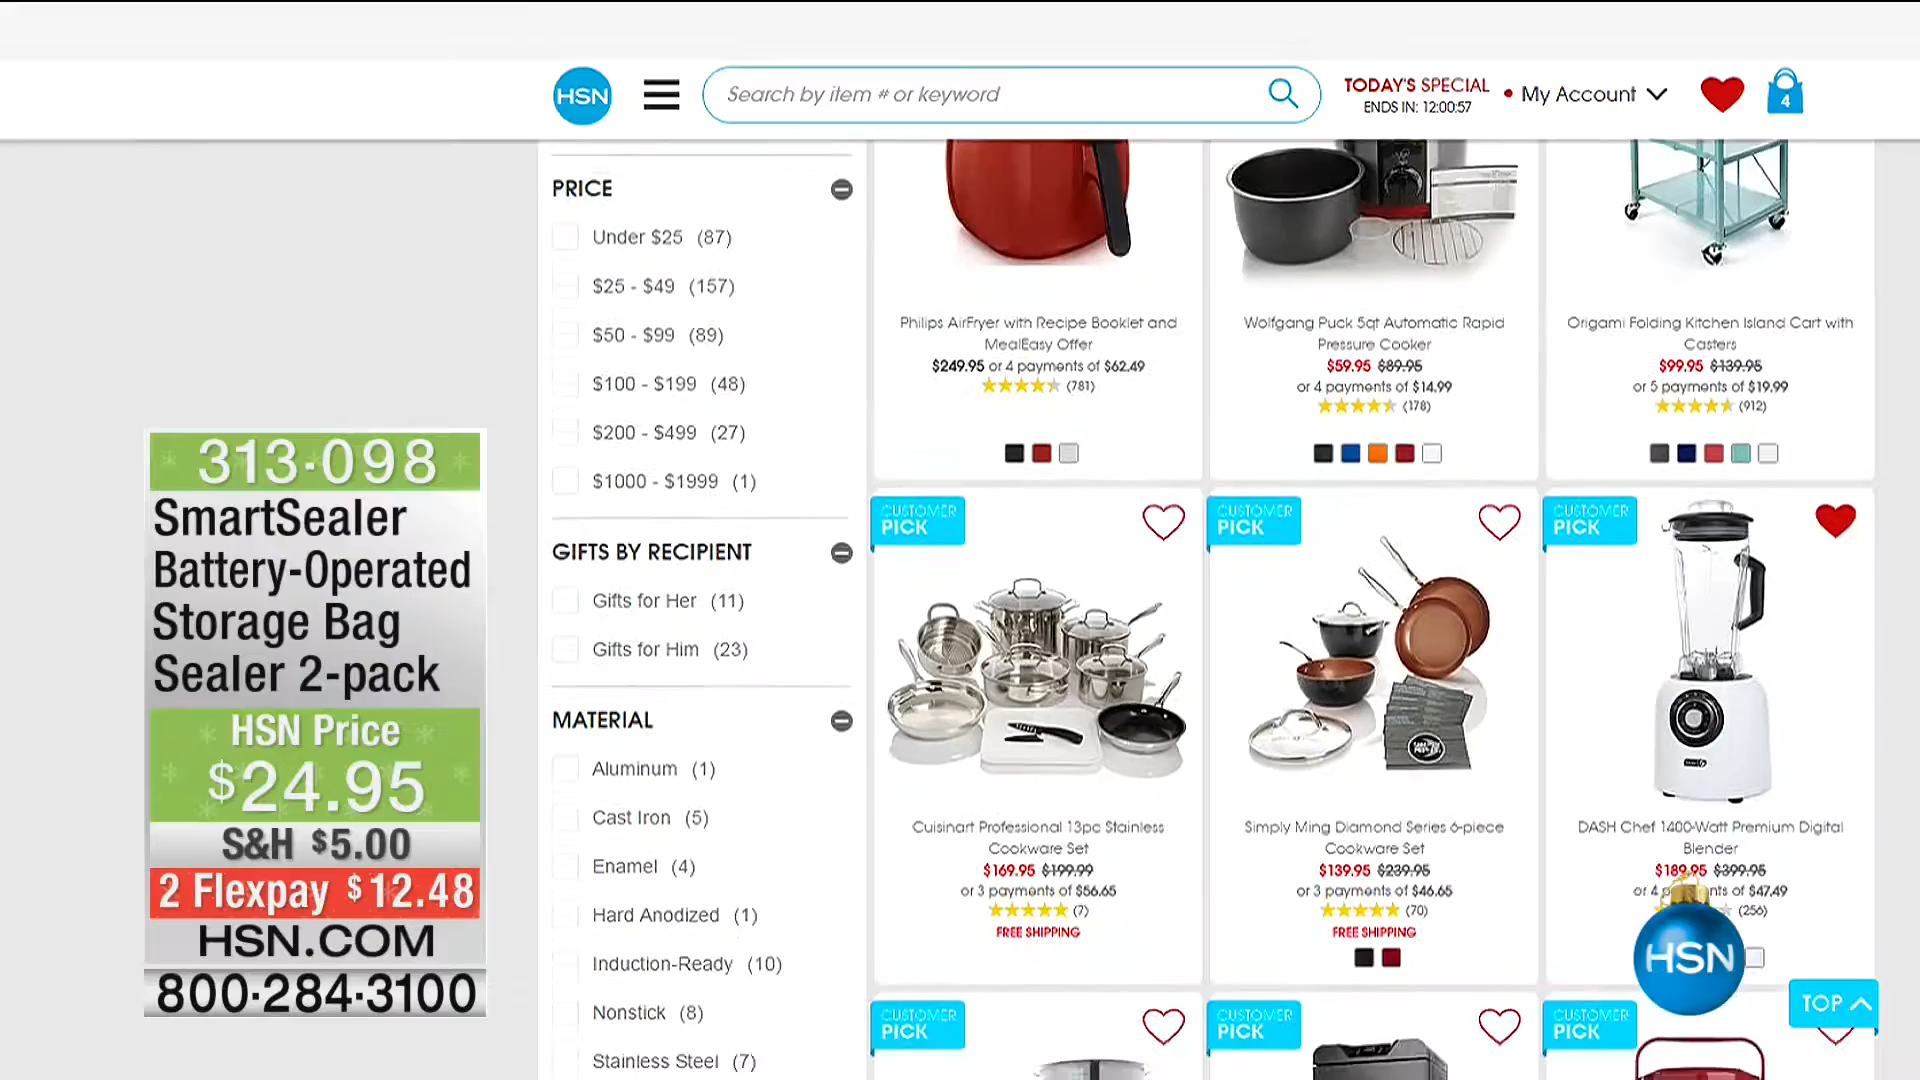 HSN
Search by item # or keyword
TODAY'S SPECIAL
ENDS IN: 12:00:57
My Account
4
PRICE
Under $25 (87)
$25 - $49 (157)
$50 - $99 (89)
$100 - $199 (48)
$200 - $499 (27)
$1000 - $1999 (1)
GIFTS BY RECIPIENT
Gifts for Her (11)
Gifts for Him (23)
MATERIAL
Aluminum (1)
Cast Iron (5)
Enamel (4)
Hard Anodized (1)
Induction-Ready (10)
Nonstick (8)
Stainless Steel (7)
Philips AirFryer with Recipe Booklet and
MealEasy Offer
$249.95 or 4 payments of $62.49
(781)
Wolfgang Puck 5qt Automatic Rapid
Pressure Cooker
$59.95 $89.95
or 4 payments of $14.99
(178)
Origami Folding Kitchen Island Cart with
Casters
$99.95 $139.95
or 5 payments of $19.99
(912)
CUSTOMER
PICK
Cuisinart Professional 13pc Stainless
Cookware Set
$169.95 $199.99
or 3 payments of $56.65
(7)
FREE SHIPPING
CUSTOMER
PICK
Simply Ming Diamond Series 6-piece
Cookware Set
$139.95 $239.95
or 3 payments of $46.65
(70)
FREE SHIPPING
CUSTOMER
PICK
DASH Chef 1400-Watt Premium Digital
Blender
$189.95 $399.95
or 4 of $47.49
(256)
CUSTOMER
PICK
CUSTOMER
PICK
CUSTOMER
PICK
HSN
TOP
313-098
SmartSealer
Battery-Operated
Storage Bag
Sealer 2-pack
HSN Price
$24.95
S&H $5.00
2 Flexpay $12.48
HSN.COM
800·284·3100